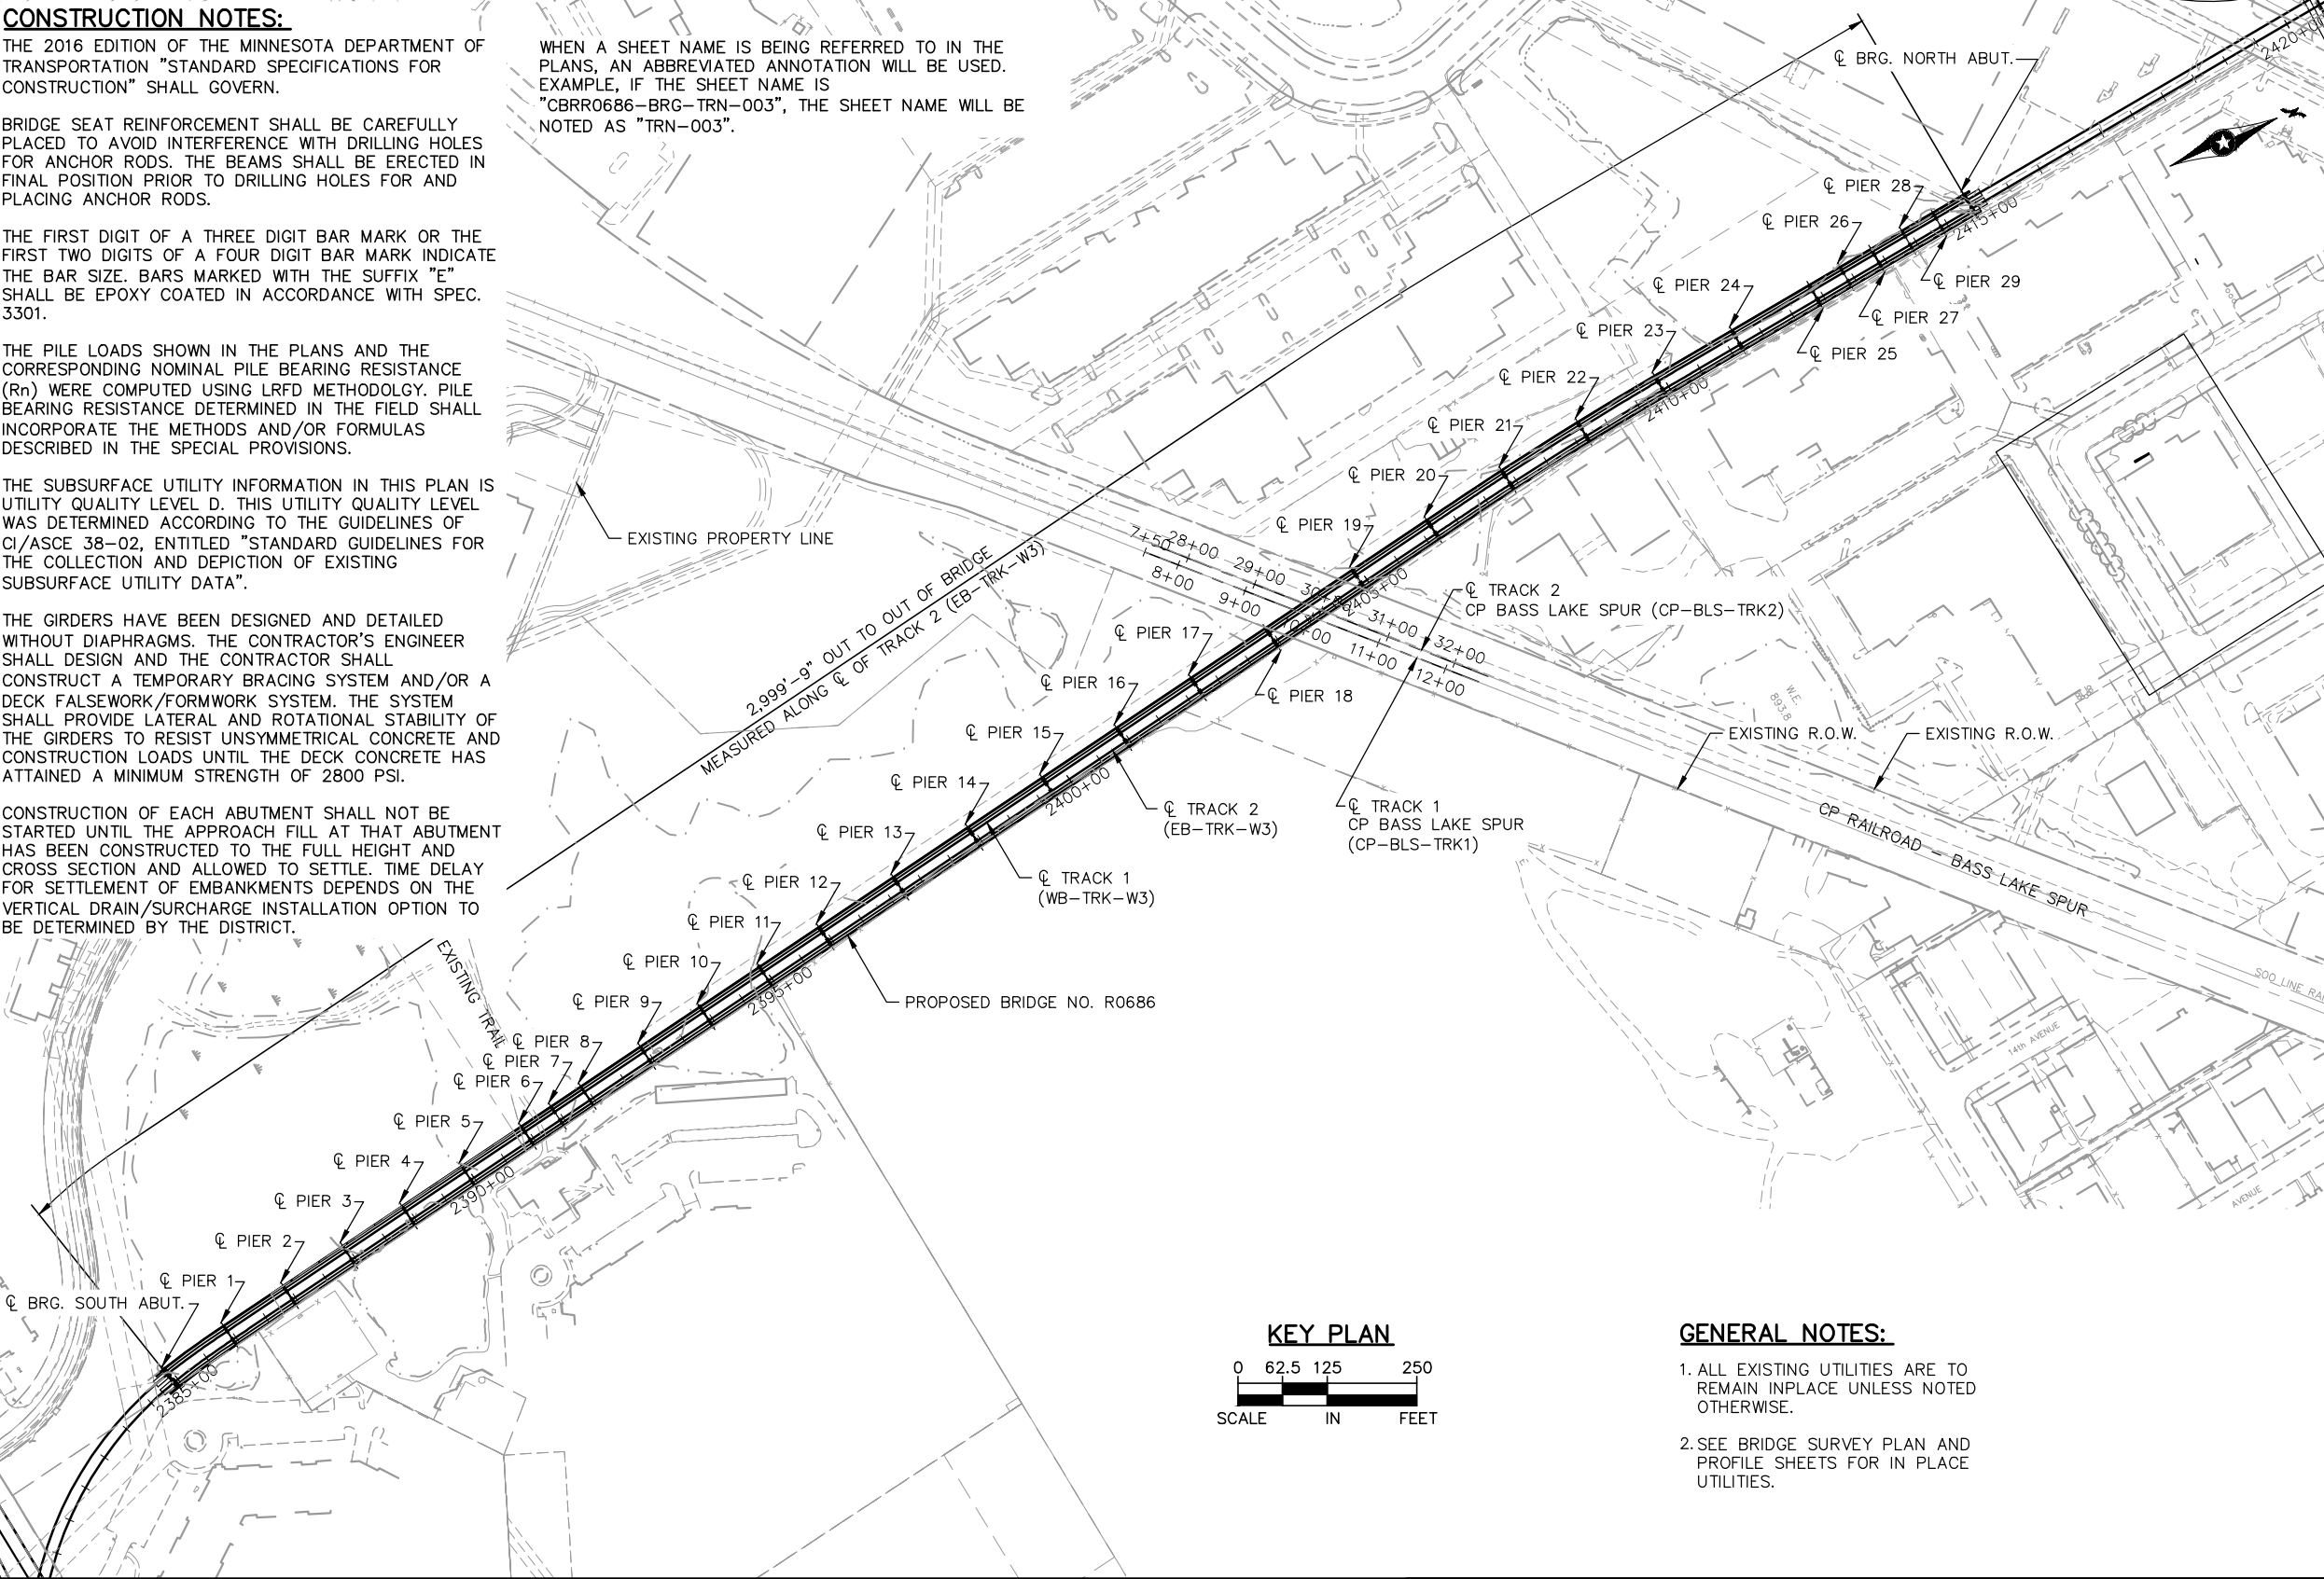 CONSTRUCTION NOTES:
THE 2016 EDITION OF THE MINNESOTA DEPARTMENT OF
TRANSPORTATION "STANDARD SPECIFICATIONS FOR
CONSTRUCTION" SHALL GOVERN.
BRIDGE SEAT REINFORCEMENT SHALL BE CAREFULLY
PLACED TO AVOID INTERFERENCE WITH DRILLING HOLES
FOR ANCHOR RODS. THE BEAMS SHALL BE ERECTED IN
FINAL POSITION PRIOR TO DRILLING HOLES FOR AND
PLACING ANCHOR RODS.
THE FIRST DIGIT OF A THREE DIGIT BAR MARK OR THE
FIRST TWO DIGITS OF A FOUR DIGIT BAR MARK INDICATE
THE BAR SIZE. BARS MARKED WITH THE SUFFIX "E"
SHALL BE EPOXY COATED IN ACCORDANCE WITH SPEC.
3301.
THE PILE LOADS SHOWN IN THE PLANS AND THE
CORRESPONDING NOMINAL PILE BEARING RESISTANCE
(Rn) WERE COMPUTED USING LRFD METHODOLGY. PILE
BEARING RESISTANCE DETERMINED IN THE FIELD SHALL
INCORPORATE THE METHODS AND/OR FORMULAS
DESCRIBED IN THE SPECIAL PROVISIONS.
THE SUBSURFACE UTILITY INFORMATION IN THIS PLAN IS
UTILITY QUALITY LEVEL D. THIS UTILITY QUALITY LEVEL
WAS DETERMINED ACCORDING TO THE GUIDELINES OF
CI/ASCE 38-02, ENTITLED "STANDARD GUIDELINES FOR
THE COLLECTION AND DEPICTION OF EXISTING
SUBSURFACE UTILITY DATA".
THE GIRDERS HAVE BEEN DESIGNED AND DETAILED
WITHOUT DIAPHRAGMS. THE CONTRACTOR'S ENGINEER
SHALL DESIGN AND THE CONTRACTOR SHALL
CONSTRUCT A TEMPORARY BRACING SYSTEM AND/OR A
DECK FALSEWORK/FORMWORK SYSTEM. THE SYSTEM
SHALL PROVIDE LATERAL AND ROTATIONAL STABILITY OF
THE GIRDERS TO RESIST UNSYMMETRICAL CONCRETE AND
CONSTRUCTION LOADS UNTIL THE DECK CONCRETE HAS
ATTAINED A MINIMUM STRENGTH OF 2800 PSI.
CONSTRUCTION OF EACH ABUTMENT SHALL NOT BE
STARTED UNTIL THE APPROACH FILL AT THAT ABUTMENT
HAS BEEN CONSTRUCTED TO THE FULL HEIGHT AND
CROSS SECTION AND ALLOWED TO SETTLE. TIME DELAY
FOR SETTLEMENT OF EMBANKMENTS DEPENDS ON THE
VERTICAL DRAIN/SURCHARGE INSTALLATION OPTION TO
BE DETERMINED BY THE DISTRICT.
WHEN A SHEET NAME IS BEING REFERRED TO IN THE
PLANS, AN ABBREVIATED ANNOTATION WILL BE USED.
EXAMPLE, IF THE SHEET NAME IS
"CBRR0686-BRG-TRN-003", THE SHEET NAME WILL BE
NOTED AS "TRN-003".
℄ BRG. NORTH ABUT.
2420+00
℄ PIER 28
℄ PIER 26
2415+00
℄ PIER 29
℄ PIER 24
℄ PIER 27
℄ PIER 23
℄ PIER 25
℄ PIER 22
2410+00
℄ PIER 21
℄ PIER 20
℄ PIER 19
EXISTING PROPERTY LINE
2,999'-9" OUT TO OUT OF BRIDGE
MEASURED ALONG ℄ OF TRACK 2 (EB-TRK-W3)
7+50
28+00
29+00
8+00
9+00
2405+00
31+00
32+00
11+00
12+00
℄ TRACK 2
CP BASS LAKE SPUR (CP-BLS-TRK2)
℄ PIER 17
℄ PIER 16
℄ PIER 18
℄ PIER 15
W.E.
893.8
EXISTING R.O.W.
EXISTING R.O.W.
℄ PIER 14
2400+00
℄ TRACK 2
(EB-TRK-W3)
℄ TRACK 1
CP BASS LAKE SPUR
(CP-BLS-TRK1)
CP RAILROAD - BASS LAKE SPUR
℄ PIER 13
℄ PIER 12
℄ TRACK 1
(WB-TRK-W3)
℄ PIER 11
℄ PIER 10
2395+00
PROPOSED BRIDGE NO. R0686
SOO LINE
EXISTING TRAIL
℄ PIER 9
℄ PIER 8
℄ PIER 7
℄ PIER 6
14th AVENUE
℄ PIER 5
℄ PIER 4
2390+00
℄ PIER 3
AVENUE
℄ PIER 2
℄ PIER 1
℄ BRG. SOUTH ABUT.
2385+00
KEY PLAN
0 62.5 125 250
SCALE IN FEET
GENERAL NOTES:
1. ALL EXISTING UTILITIES ARE TO
REMAIN INPLACE UNLESS NOTED
OTHERWISE.
2. SEE BRIDGE SURVEY PLAN AND
PROFILE SHEETS FOR IN PLACE
UTILITIES.